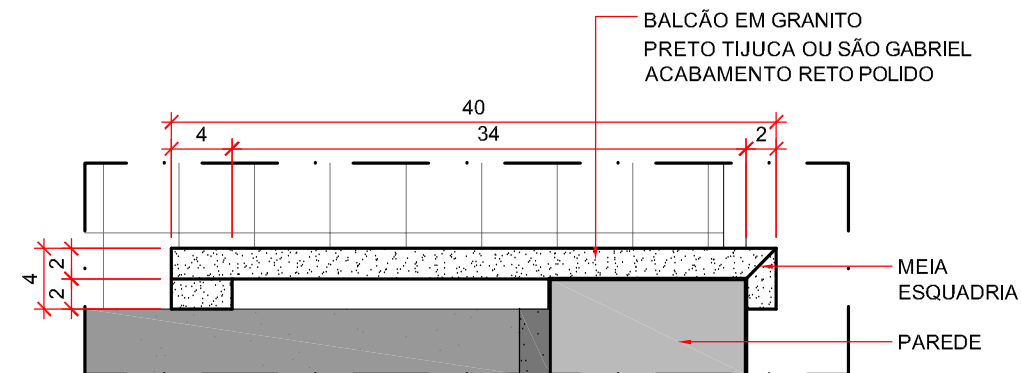 BALCÃO EM GRANITO
PRETO TIJUCA OU SÃO GABRIEL
ACABAMENTO RETO POLIDO
40
4 34 2
4 2
2
MEIA
ESQUADRIA
PAREDE